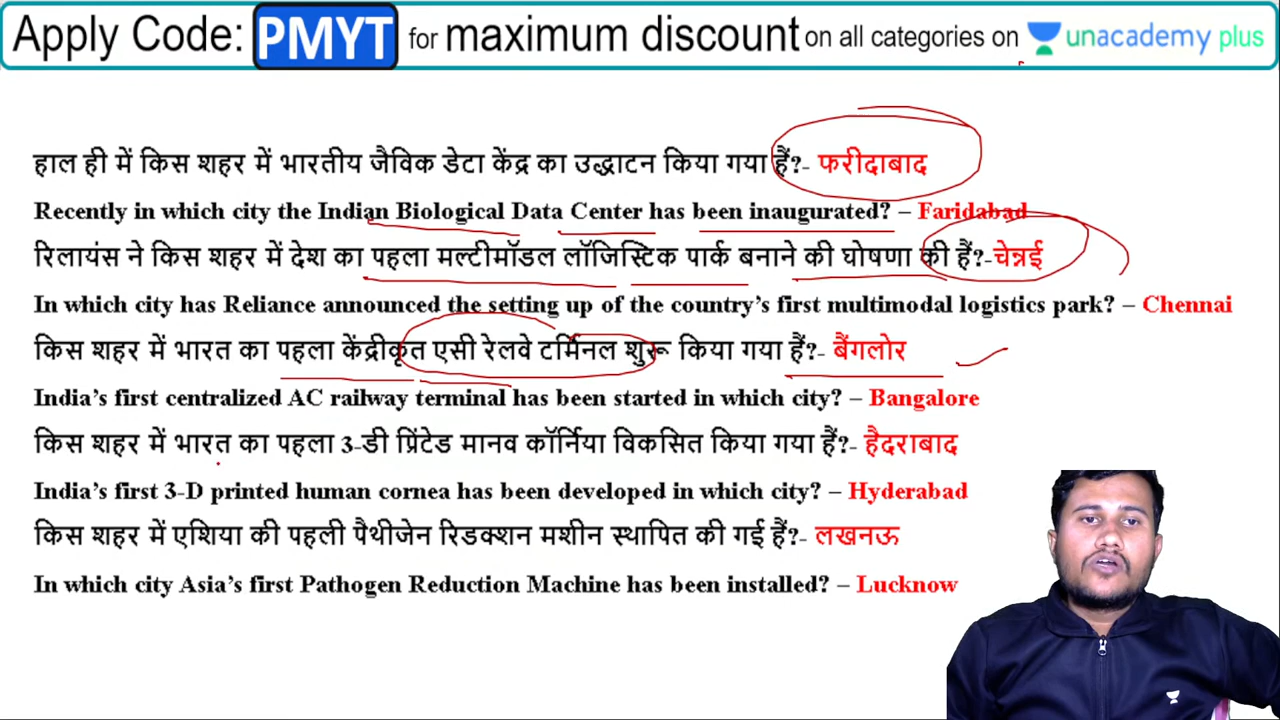 Apply Code: PMYT for maximum discount on all categories on unacademy plus
हाल ही में किस शहर में भारतीय जैविक डेटा केंद्र का उद्घाटन किया गया हैं?- फरीदाबाद
Recently in which city the Indian Biological Data Center has been inaugurated? – Faridabad
रिलायंस ने किस शहर में देश का पहला मल्टीमॉडल लॉजिस्टिक पार्क बनाने की घोषणा की हैं?-चेन्नई
In which city has Reliance announced the setting up of the country's first multimodal logistics park? – Chennai
किस शहर में भारत का पहला केंद्रीकृत एसी रेलवे टर्मिनल शुरू किया गया हैं?- बैंगलोर
India's first centralized AC railway terminal has been started in which city? – Bangalore
किस शहर में भारत का पहला 3-डी प्रिंटेड मानव कॉर्निया विकसित किया गया हैं?- हैदराबाद
India's first 3-D printed human cornea has been developed in which city? – Hyderabad
किस शहर में एशिया की पहली पैथीजेन रिडक्शन मशीन स्थापित की गई हैं?- लखनऊ
In which city Asia's first Pathogen Reduction Machine has been installed? – Lucknow